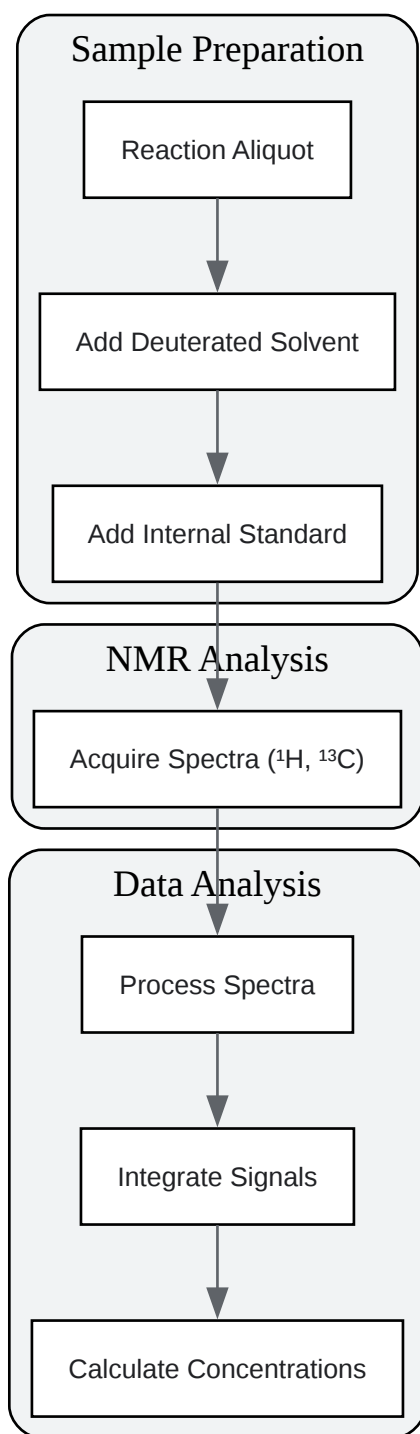 Sample Preparation
Reaction Aliquot
Add Deuterated Solvent
Add Internal Standard
NMR Analysis
Acquire Spectra (¹H, ¹³C)
Data Analysis
Process Spectra
Integrate Signals
Calculate Concentrations